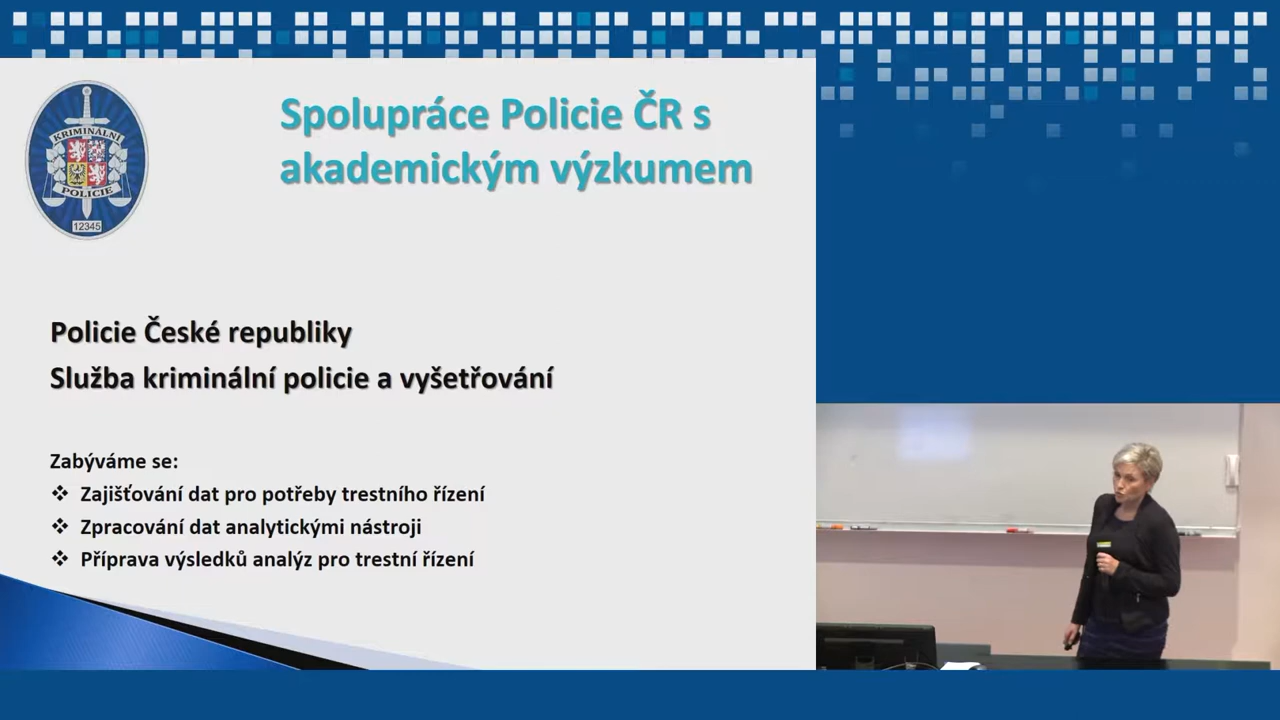 KRIMINÁLNÍ
POLICIE
12345
Spolupráce Policie ČR s
akademickým výzkumem
Policie České republiky
Služba kriminální policie a vyšetřování
Zabýváme se:
❖ Zajišťování dat pro potřeby trestního řízení
❖ Zpracování dat analytickými nástroji
❖ Příprava výsledků analýz pro trestní řízení